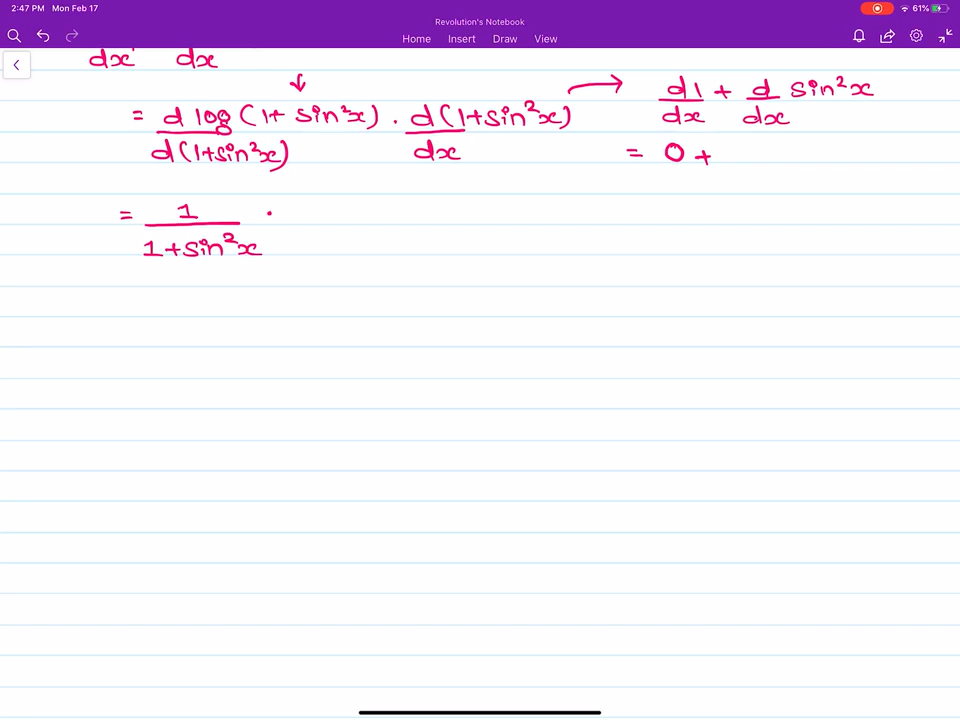 2:47 PM Mon Feb 17
61%
Revolution's Notebook
Home Insert Draw View
dx dx
= d log (1+ sin²x) . d (1+sin²x) → d1 + d sin²x
d(1+sin²x) dx dx dx
= 0 +
= 1 .
1+sin²x